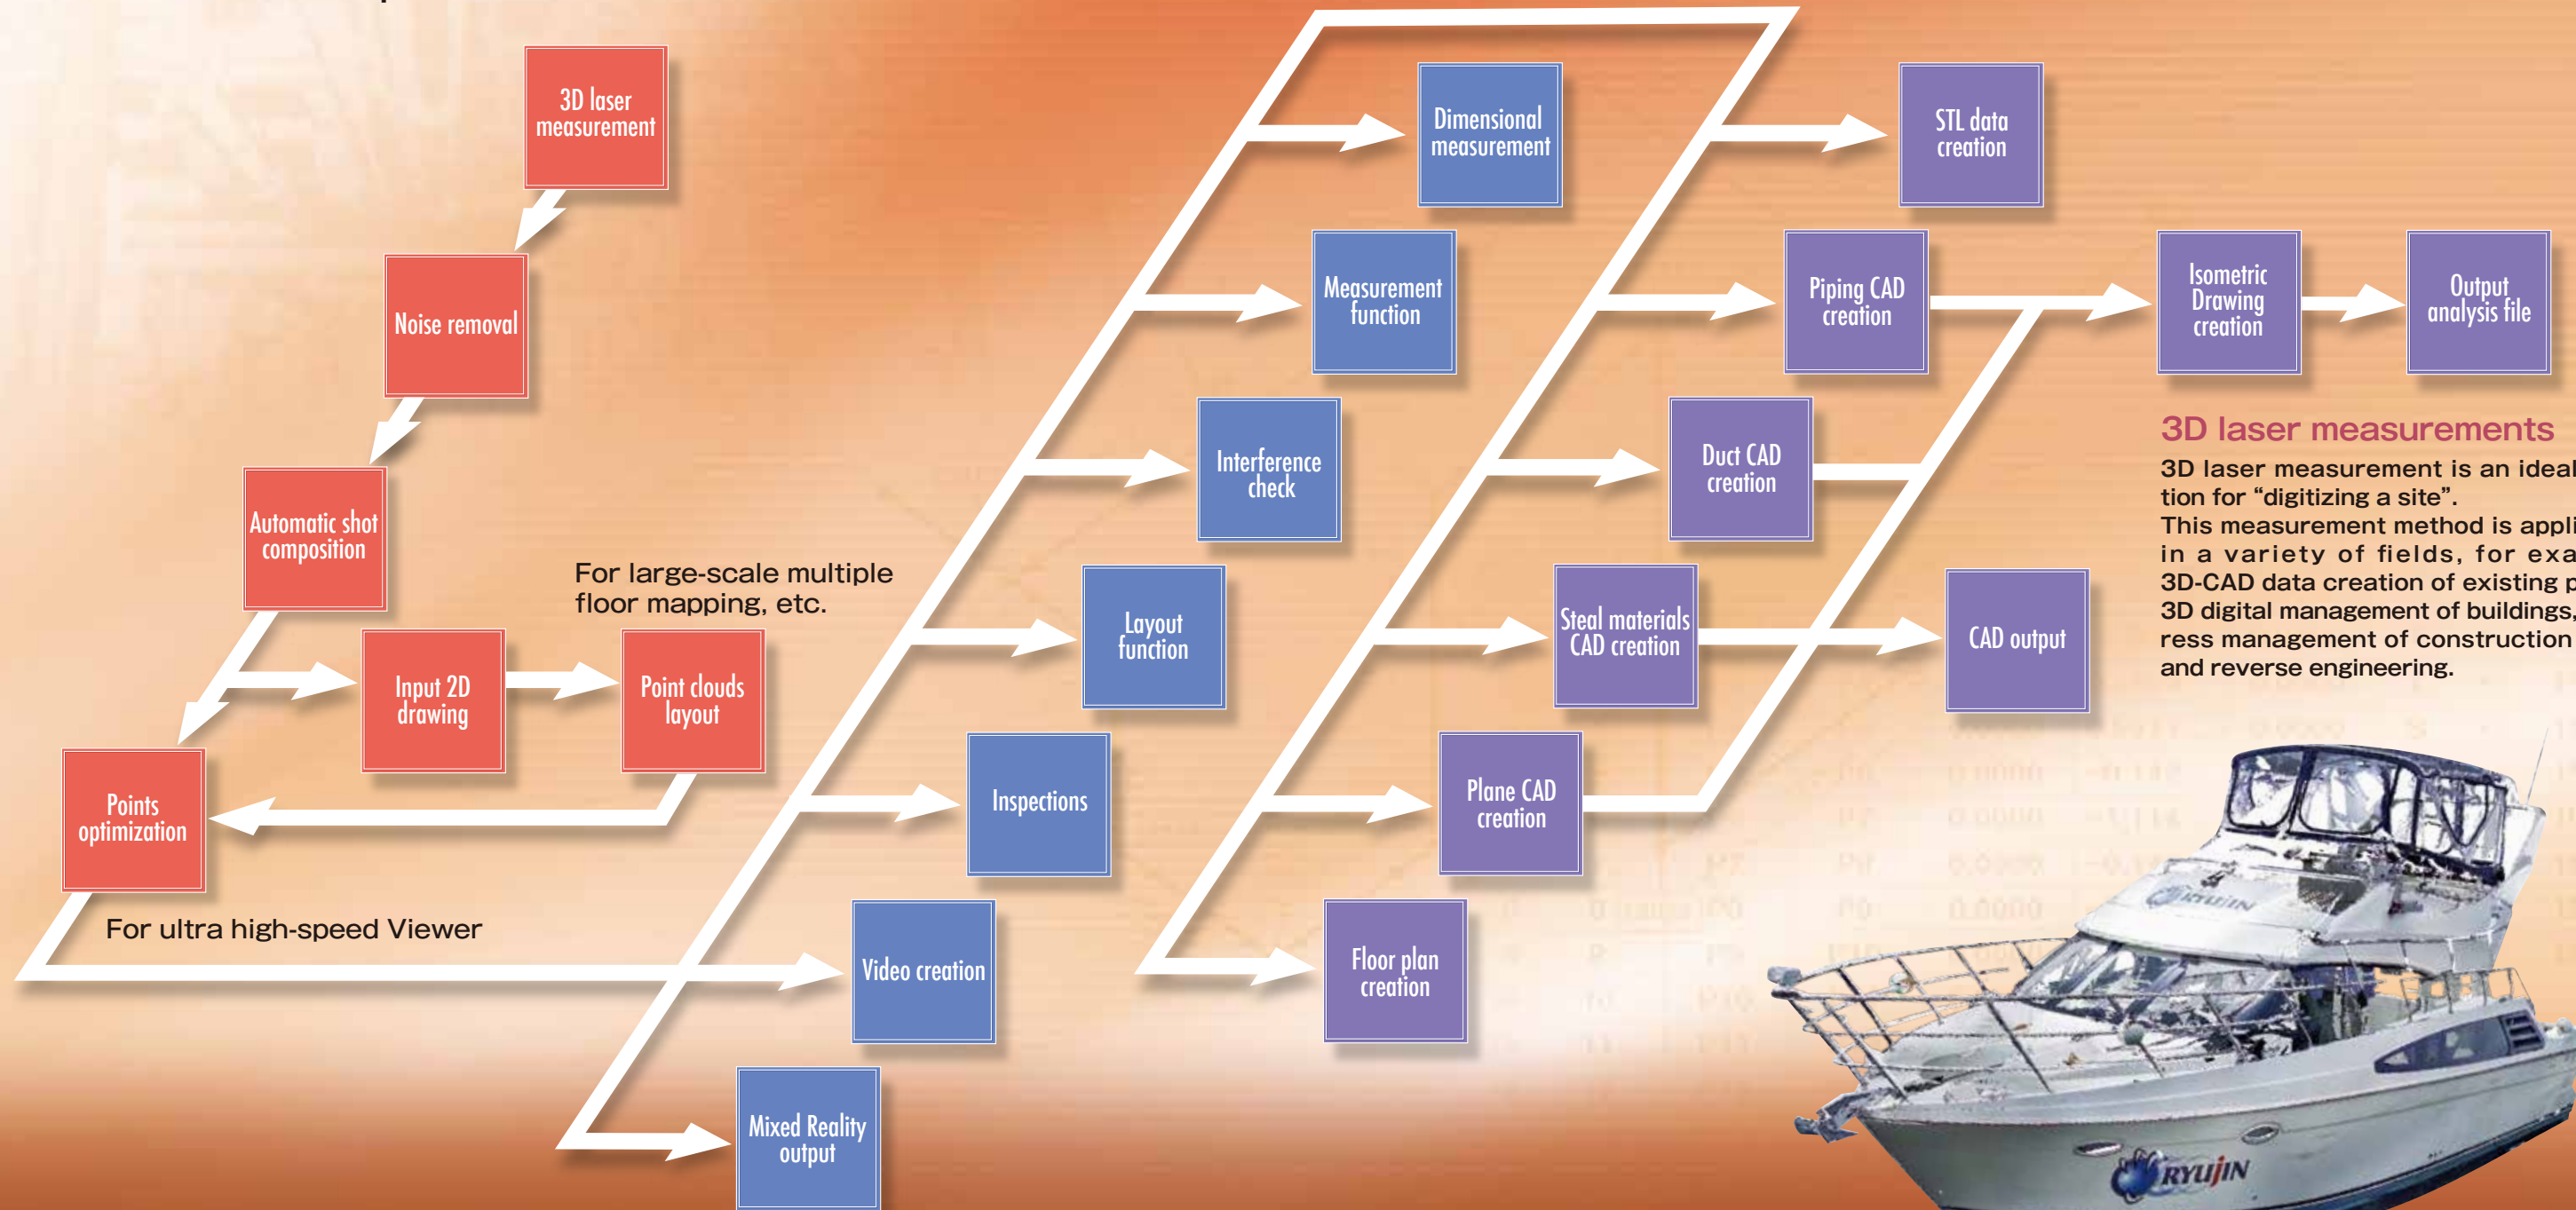 3D laser
measurement
Noise removal
Automatic shot
composition
For large-scale multiple
floor mapping, etc.
Input 2D
drawing
Point clouds
layout
Points
optimization
For ultra high-speed Viewer
Dimensional
measurement
Measurement
function
Interference
check
Layout
function
Inspections
Video creation
Mixed Reality
output
STL data
creation
Piping CAD
creation
Duct CAD
creation
Steal materials
CAD creation
Plane CAD
creation
Floor plan
creation
Isometric
Drawing
creation
Output
analysis file
CAD output
3D laser measurements
3D laser measurement is an ideal
tion for “digitizing a site”.
This measurement method is appli
in a variety of fields, for exa
3D-CAD data creation of existing p
3D digital management of buildings,
ress management of construction
and reverse engineering.
RYUJIN
RYUJIN